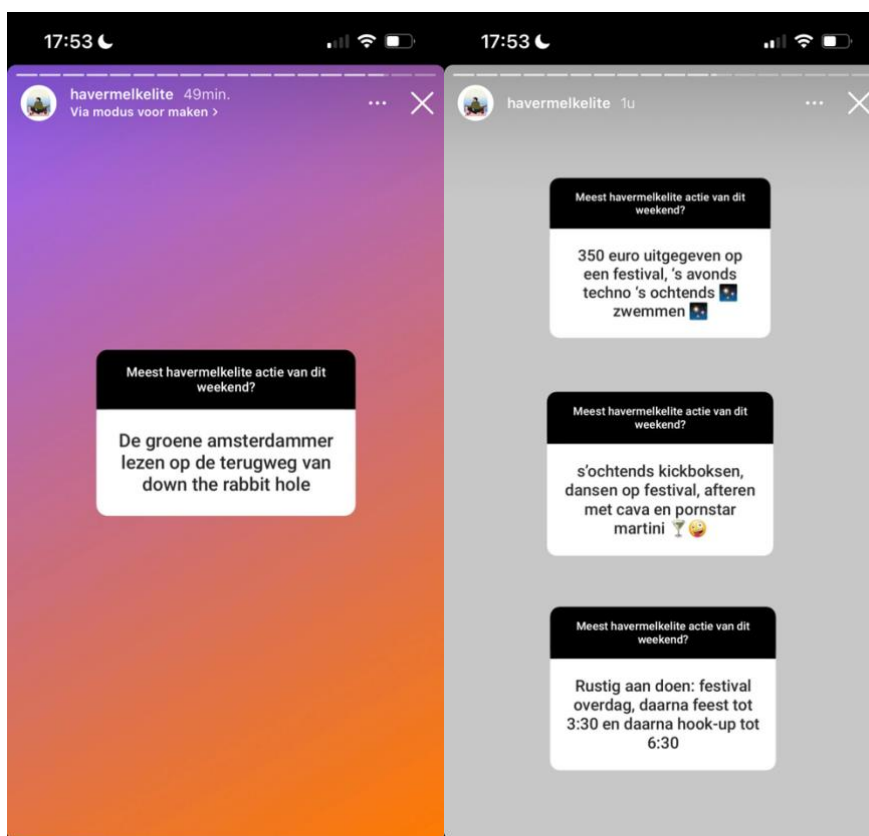 17:53
havermelkelite 49min.
Via modus voor maken >
Meest havermelkelite actie van dit
weekend?
De groene amsterdammer
lezen op de terugweg van
down the rabbit hole
17:53
havermelkelite 1u
Meest havermelkelite actie van dit
weekend?
350 euro uitgegeven op
een festival, ’s avonds
techno ‘s ochtends 🌌
zwemmen 🌌
Meest havermelkelite actie van dit
weekend?
s’ochtends kickboksen,
dansen op festival, afteren
met cava en pornstar
martini 🍸🤪
Meest havermelkelite actie van dit
weekend?
Rustig aan doen: festival
overdag, daarna feest tot
3:30 en daarna hook-up tot
6:30